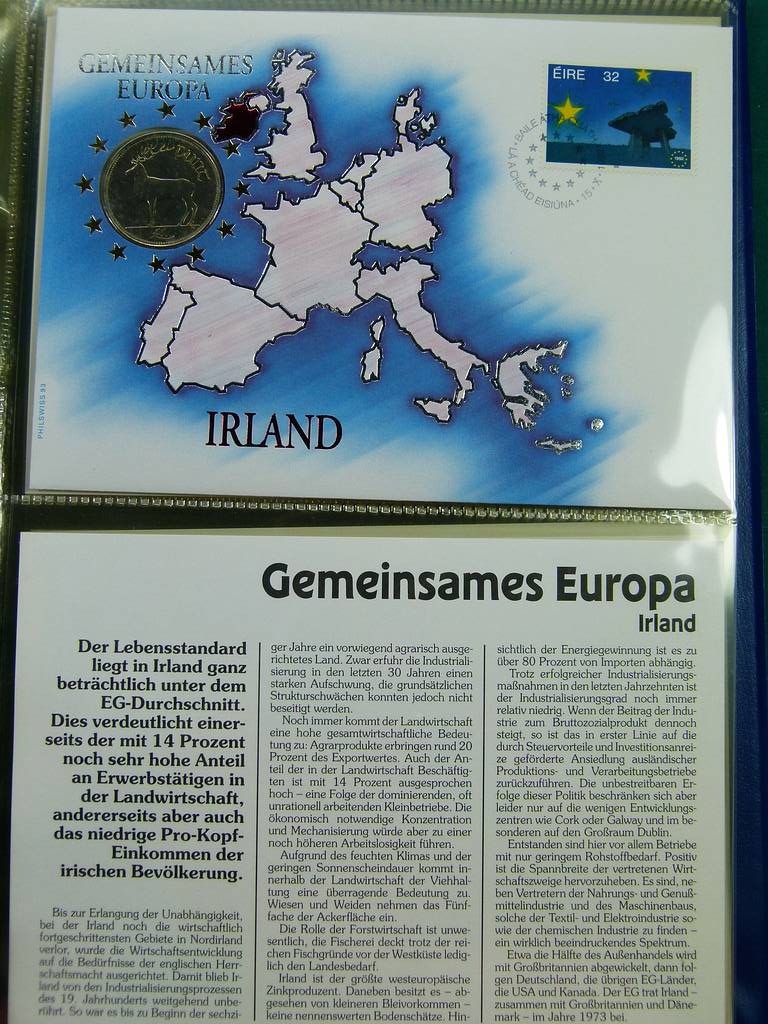 GEMEINSAMES
EUROPA
ÉIRE 32
1992
BAILE ÁTHA
LÁ A CHÉAD EISIÚNA · 15·X·
PHILSWISS 93
IRLAND
Gemeinsames Europa
Irland
Der Lebensstandard
liegt in Irland ganz
beträchtlich unter dem
EG-Durchschnitt.
Dies verdeutlicht einer-
seits der mit 14 Prozent
noch sehr hohe Anteil
an Erwerbstätigen in
der Landwirtschaft,
andererseits aber auch
das niedrige Pro-Kopf-
Einkommen der
irischen Bevölkerung.
Bis zur Erlangung der Unabhängigkeit,
bei der Irland noch die wirtschaftlich
fortgeschrittensten Gebiete in Nordirland
verlor, wurde die Wirtschaftsentwicklung
auf die Bedürfnisse der englischen Herr-
schaftsmacht ausgerichtet. Damit blieb Ir-
land von den Industrialisierungsprozessen
des 19. Jahrhunderts weitgehend unbe-
rührt. So war es bis zu Beginn der sechzi-
ger Jahre ein vorwiegend agrarisch ausge-
richtetes Land. Zwar erfuhr die Industriali-
sierung in den letzten 30 Jahren einen
starken Aufschwung, die grundsätzlichen
Strukturschwächen konnten jedoch nicht
beseitigt werden.
Noch immer kommt der Landwirtschaft
eine hohe gesamtwirtschaftliche Bedeu-
tung zu: Agrarprodukte erbringen rund 20
Prozent des Exportwertes. Auch der An-
teil der in der Landwirtschaft Beschäftig-
ten ist mit 14 Prozent ausgesprochen
hoch – eine Folge der dominierenden, oft
unrationell arbeitenden Kleinbetriebe. Die
ökonomisch notwendige Konzentration
und Mechanisierung würde aber zu einer
noch höheren Arbeitslosigkeit führen.
Aufgrund des feuchten Klimas und der
geringen Sonnenscheindauer kommt in-
nerhalb der Landwirtschaft der Viehhal-
tung eine überragende Bedeutung zu.
Wiesen und Weiden nehmen das Fünf-
fache der Ackerfläche ein.
Die Rolle der Forstwirtschaft ist unwe-
sentlich, die Fischerei deckt trotz der rei-
chen Fischgründe vor der Westküste ledig-
lich den Landesbedarf.
Irland ist der größte westeuropäische
Zinkproduzent. Daneben besitzt es – ab-
gesehen von kleineren Bleivorkommen –
keine nennenswerten Bodenschätze. Hin-
sichtlich der Energiegewinnung ist es zu
über 80 Prozent von Importen abhängig.
Trotz erfolgreicher Industrialisierungs-
maßnahmen in den letzten Jahrzehnten ist
der Industrialisierungsgrad noch immer
relativ niedrig. Wenn der Beitrag der Indu-
strie zum Bruttozozialprodukt dennoch
steigt, so ist das in erster Linie auf die
durch Steuervorteile und Investitionsanrei-
ze geförderte Ansiedlung ausländischer
Produktions- und Verarbeitungsbetriebe
zurückzuführen. Die unbestreitbaren Er-
folge dieser Politik beschränken sich aber
leider nur auf die wenigen Entwicklungs-
zentren wie Cork oder Galway und im be-
sonderen auf den Großraum Dublin.
Entstanden sind hier vor allem Betriebe
mit nur geringem Rohstoffbedarf. Positiv
ist die Spannbreite der vertretenen Wirt-
schaftszweige hervorzuheben. Es sind, ne-
ben Vertretern der Nahrungs- und Genuß-
mittelindustrie und des Maschinenbaus,
solche der Textil- und Elektroindustrie so-
wie der chemischen Industrie zu finden –
ein wirklich beeindruckendes Spektrum.
Etwa die Hälfte des Außenhandels wird
mit Großbritannien abgewickelt, dann fol-
gen Deutschland, die übrigen EG-Länder,
die USA und Kanada. Der EG trat Irland –
zusammen mit Großbritannien und Däne-
mark – im Jahre 1973 bei.